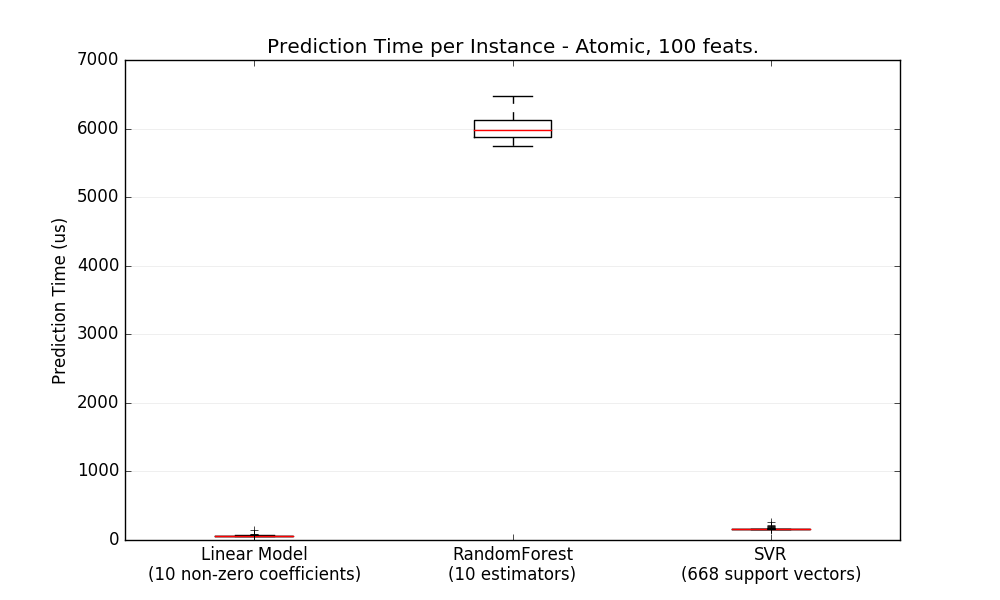 Prediction Time per Instance - Atomic, 100 feats.
Prediction Time (us)
7000
6000
5000
4000
3000
2000
1000
0
Linear Model
(10 non-zero coefficients)
RandomForest
(10 estimators)
SVR
(668 support vectors)